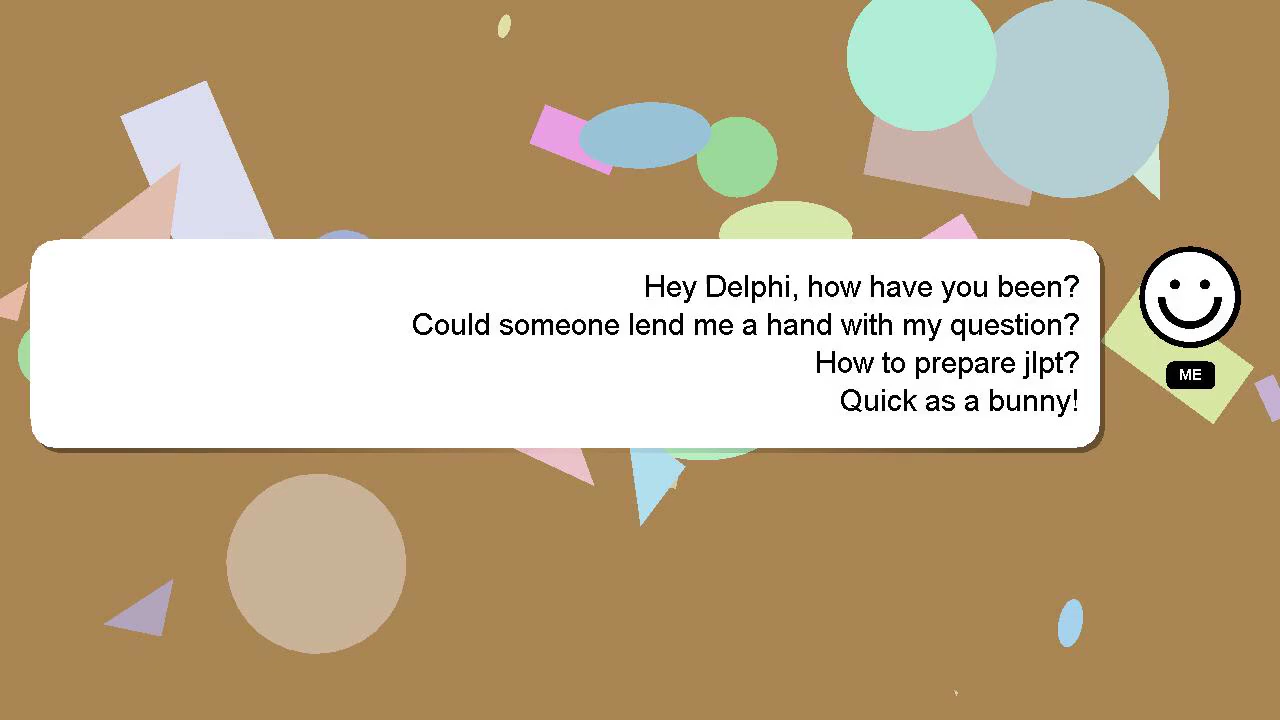 Hey Delphi, how have you been?
Could someone lend me a hand with my question?
How to prepare jlpt?
Quick as a bunny!
ME